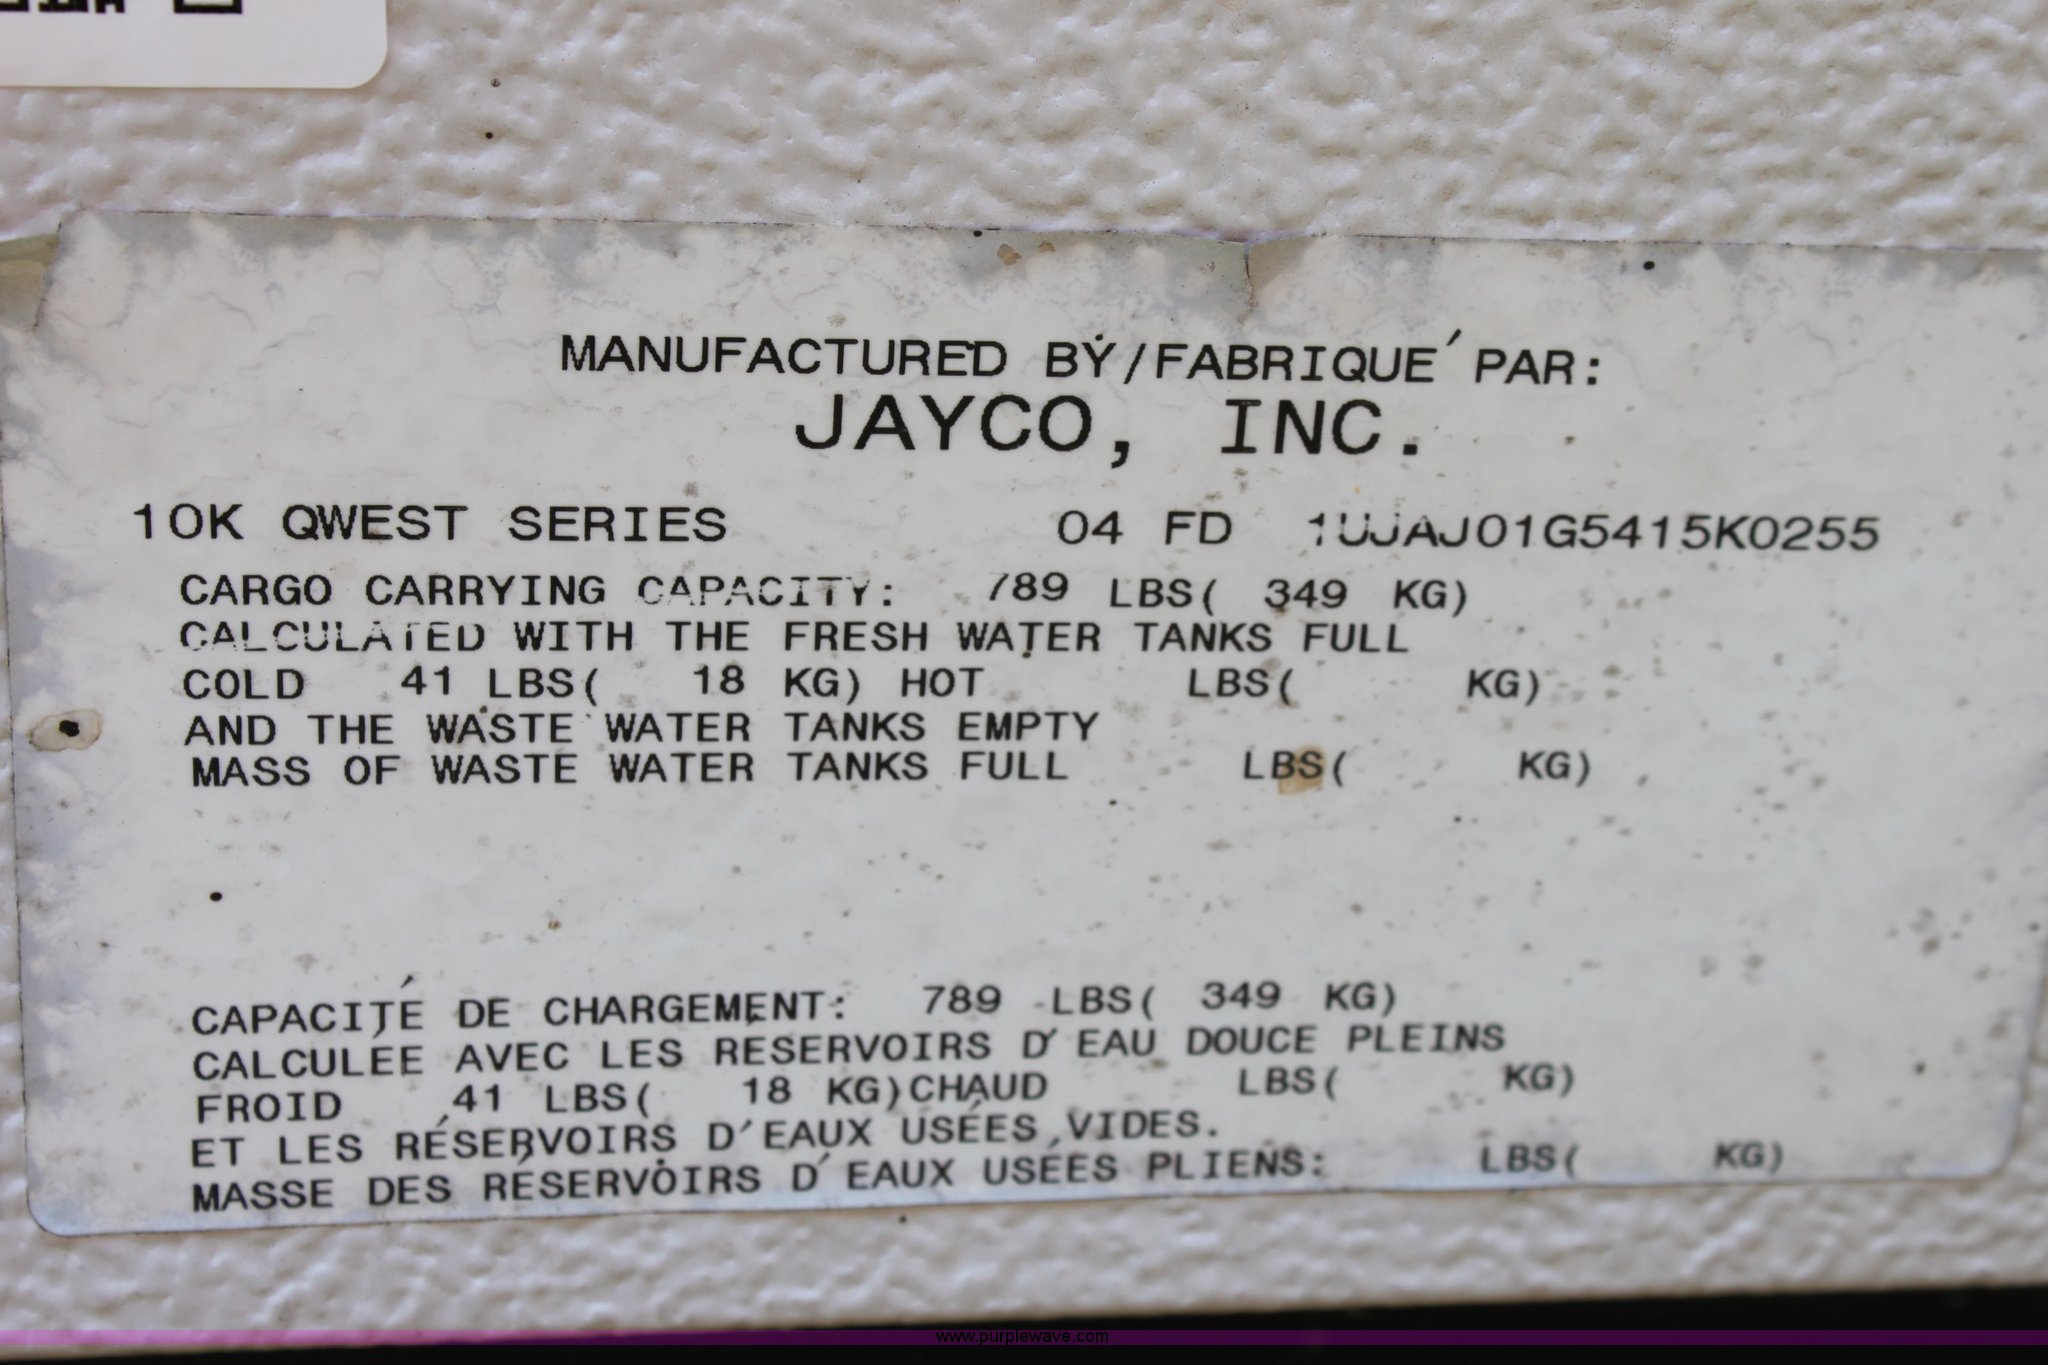 MANUFACTURED BY/FABRIQUE´ PAR:
JAYCO, INC.
10K QWEST SERIES 04 FD 1UJAJ01G5415K0255
CARGO CARRYING CAPACITY: 789 LBS( 349 KG)
CALCULATED WITH THE FRESH WATER TANKS FULL
COLD 41 LBS( 18 KG) HOT LBS( KG)
AND THE WASTE WATER TANKS EMPTY
MASS OF WASTE WATER TANKS FULL LBS( KG)
CAPACITÉ DE CHARGEMENT: 789 LBS( 349 KG)
CALCULÉE AVEC LES RÉSERVOIRS D' EAU DOUCE PLEINS
FROID 41 LBS( 18 KG)CHAUD LBS( KG)
ET LES RÉSERVOIRS D'EAUX USÉES VIDES.
MASSE DES RÉSERVOIRS D' EAUX USÉES PLIENS: LBS( KG)
www.purplewave.com